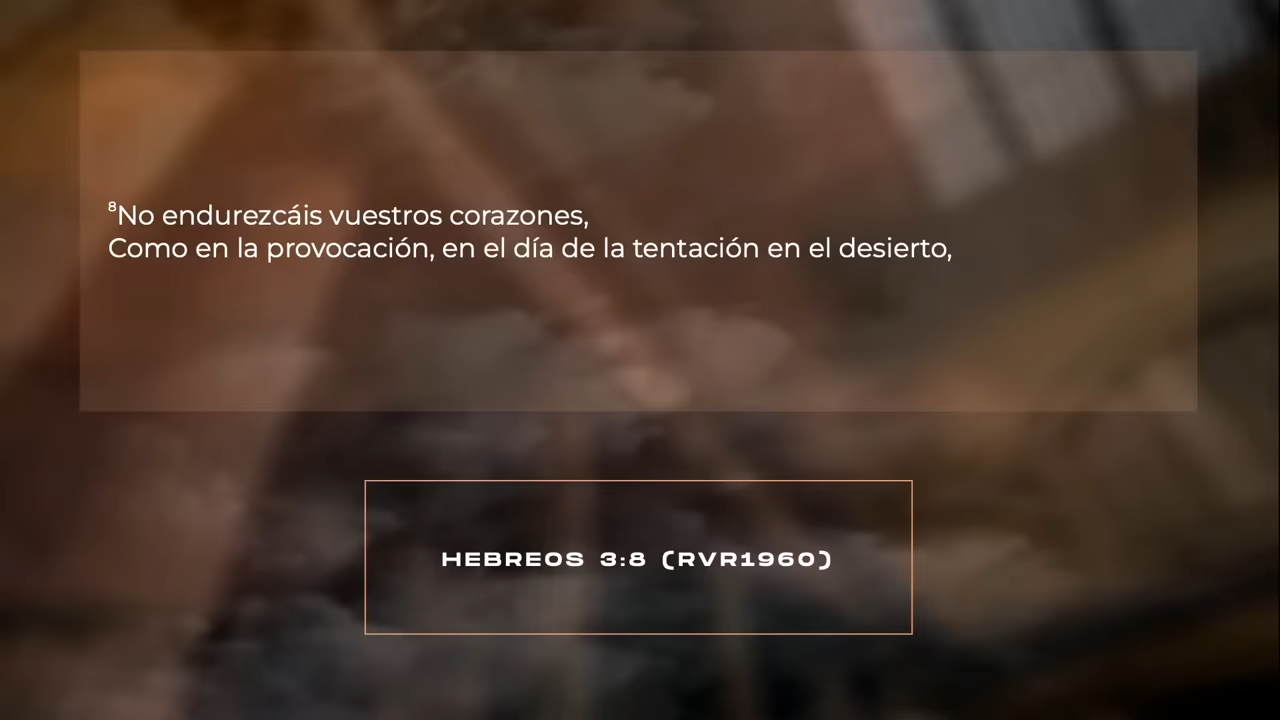 ⁸No endurezcáis vuestros corazones,
Como en la provocación, en el día de la tentación en el desierto,
HEBREOS 3:8 (RVR1960)